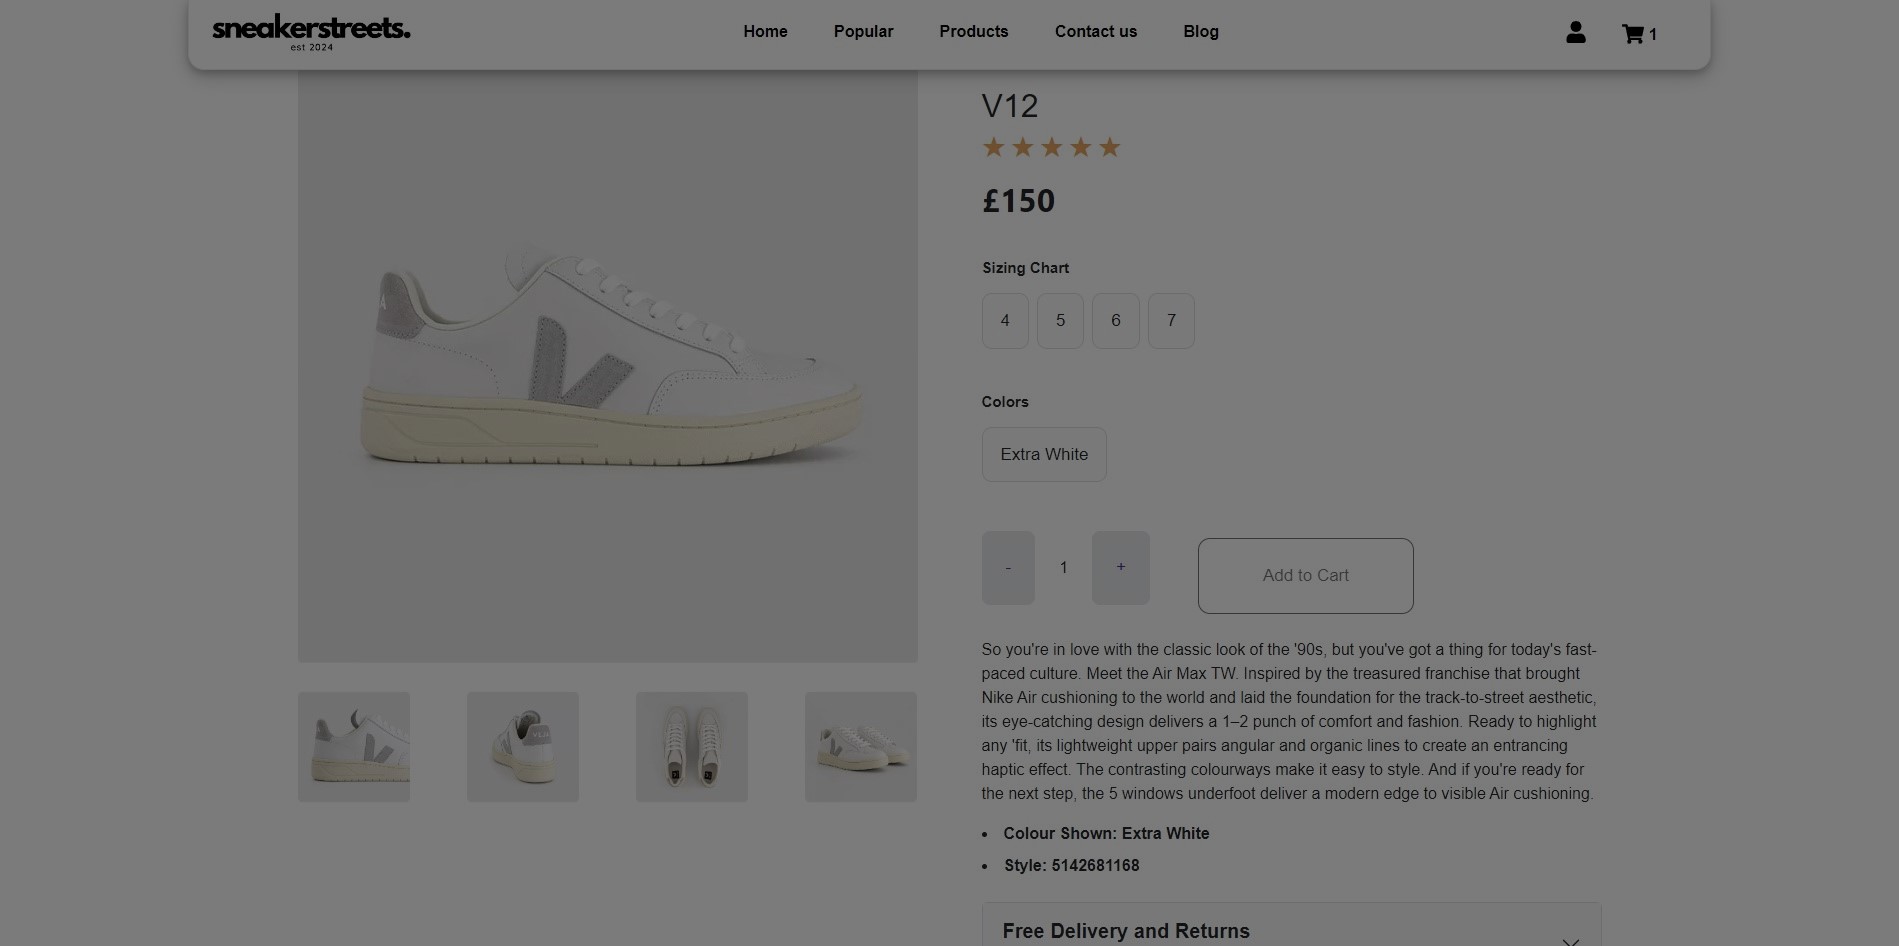 sneakerstreets.
est 2024
Home
Popular
Products
Contact us
Blog
1
V12
£150
Sizing Chart
4
5
6
7
Colors
Extra White
-
1
+
Add to Cart
So you're in love with the classic look of the '90s, but you've got a thing for today's fast-
paced culture. Meet the Air Max TW. Inspired by the treasured franchise that brought
Nike Air cushioning to the world and laid the foundation for the track-to-street aesthetic,
its eye-catching design delivers a 1–2 punch of comfort and fashion. Ready to highlight
any 'fit, its lightweight upper pairs angular and organic lines to create an entrancing
haptic effect. The contrasting colourways make it easy to style. And if you're ready for
the next step, the 5 windows underfoot deliver a modern edge to visible Air cushioning.
• Colour Shown: Extra White
• Style: 5142681168
Free Delivery and Returns